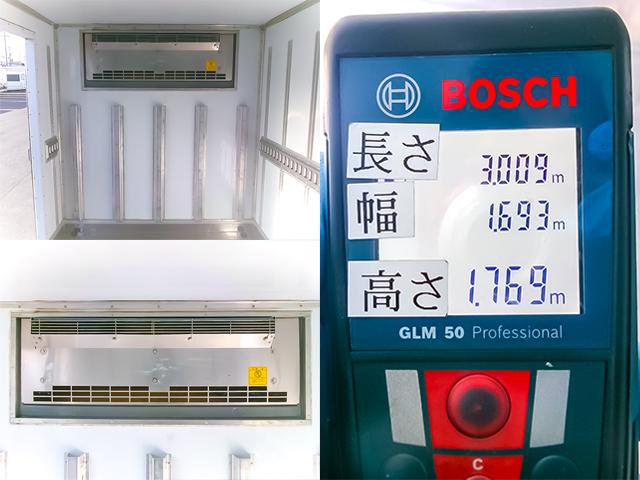 BOSCH
長さ 3.009m
幅 1.693m
高さ 1.769m
GLM 50 Professional
C